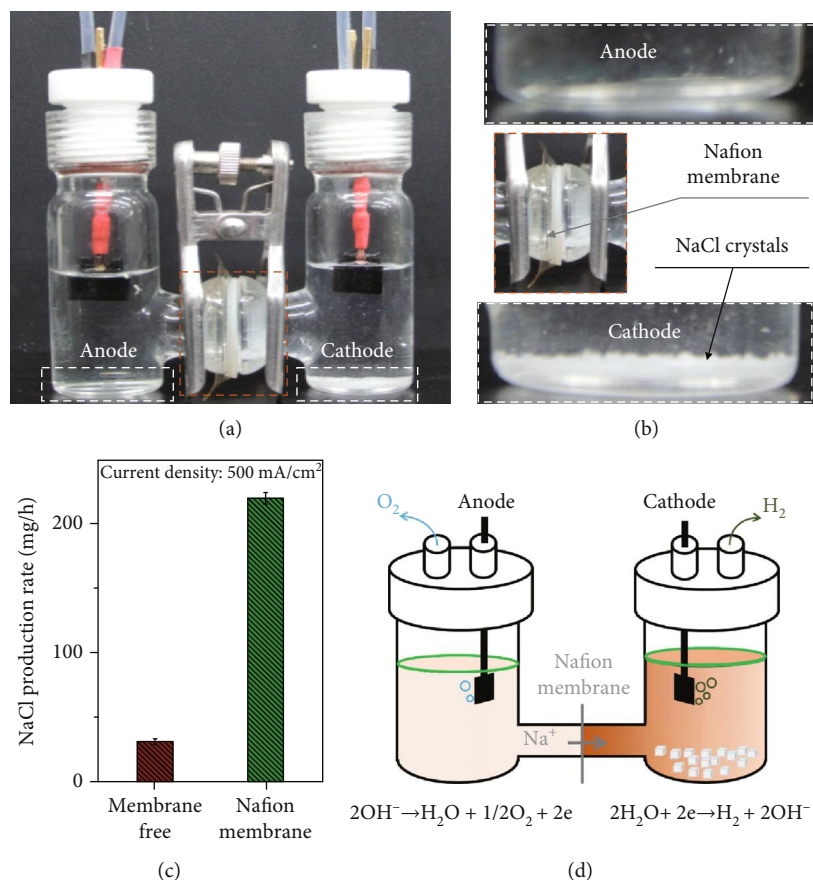 Anode
Cathode
(a)
Anode
Nafion
membrane
NaCl crystals
Cathode
(b)
Current density: 500 mA/cm²
NaCl production rate (mg/h)
200
100
0
Membrane
free
Nafion
membrane
(c)
O₂
Anode
Cathode
H₂
Nafion
membrane
Na⁺
2OH⁻→H₂O + 1/2O₂ + 2e
2H₂O+ 2e→H₂ + 2OH⁻
(d)